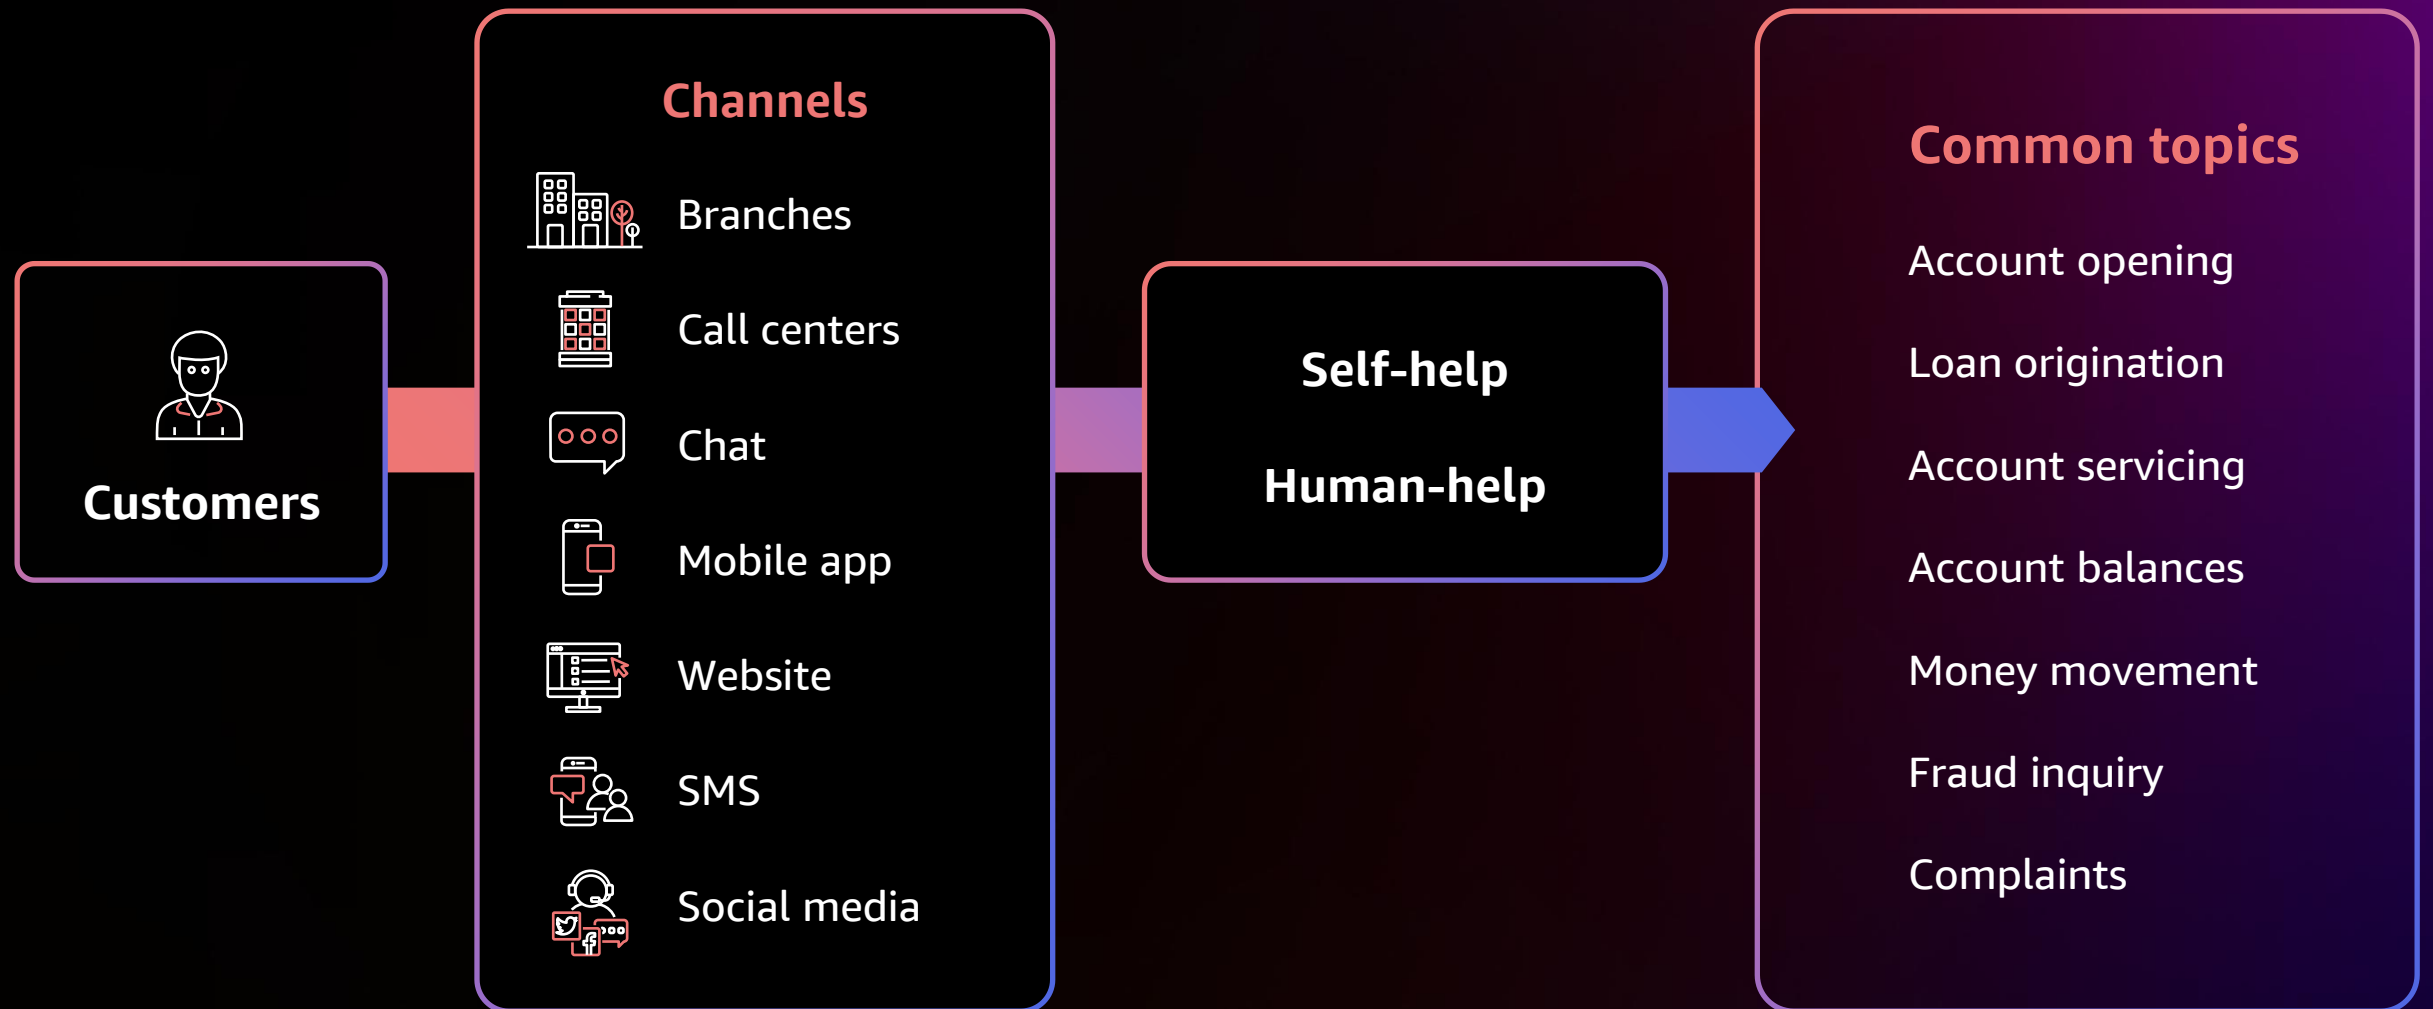 Customers
Channels
Branches
Call centers
Chat
Mobile app
Website
SMS
Social media
Self-help
Human-help
Common topics
Account opening
Loan origination
Account servicing
Account balances
Money movement
Fraud inquiry
Complaints